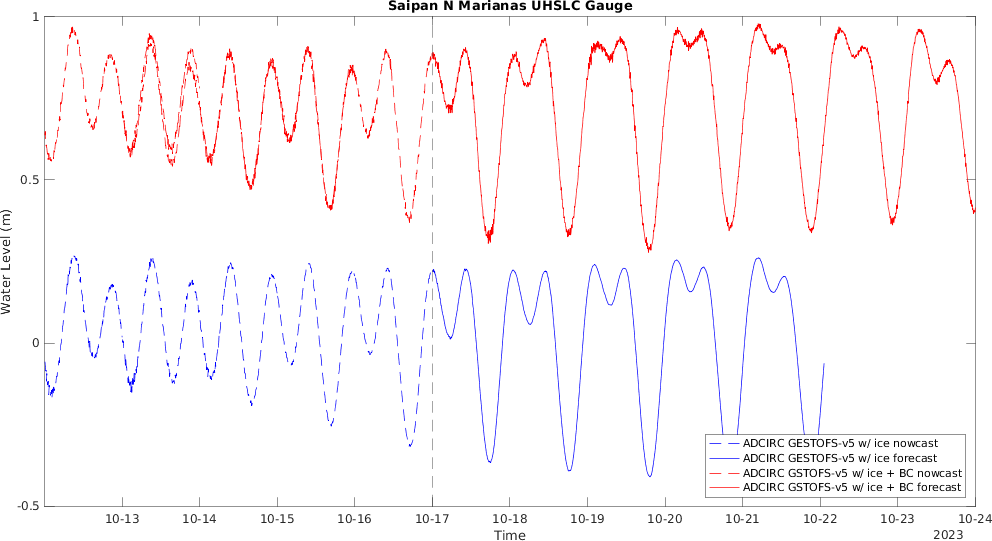 Saipan N Marianas UHSLC Gauge
Water Level (m)
1
0.5
0
-0.5
10-13 10-14 10-15 10-16 10-17 10-18 10-19 10-20 10-21 10-22 10-23 10-24
Time
2023
ADCIRC GESTOFS-v5 w/ ice nowcast
ADCIRC GESTOFS-v5 w/ ice forecast
ADCIRC GSTOFS-v5 w/ ice + BC nowcast
ADCIRC GSTOFS-v5 w/ ice + BC forecast